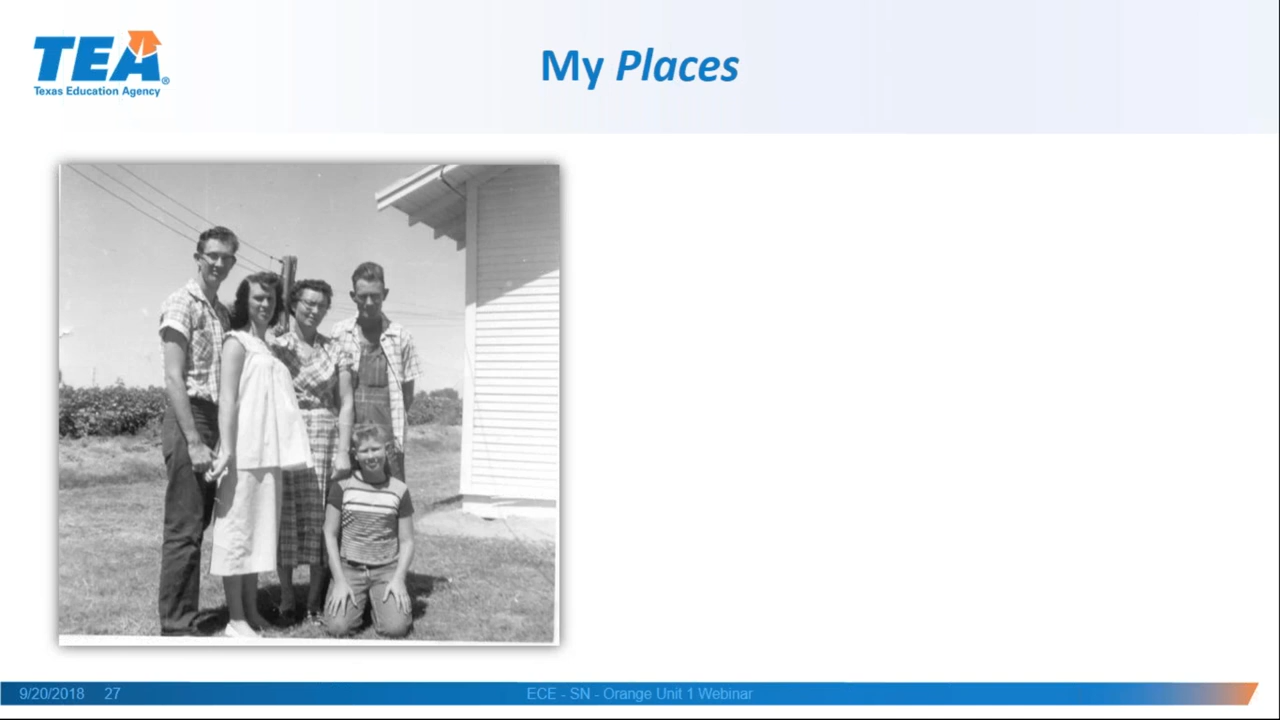 TEA®
Texas Education Agency
My Places
9/20/2018 27
ECE - SN - Orange Unit 1 Webinar